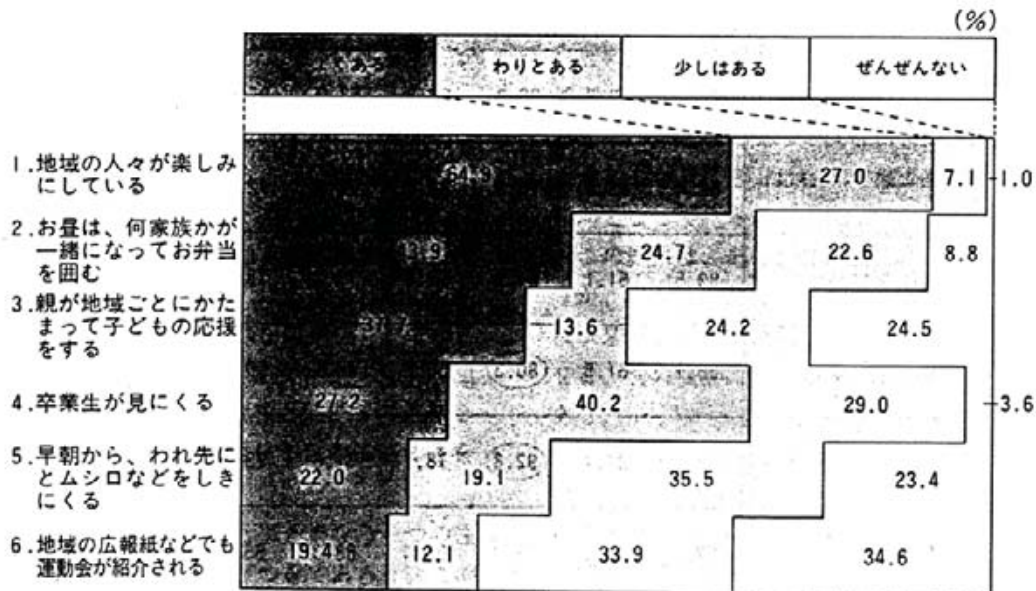 (%)
わりとある 少しはある ぜんぜんない
1.地域の人々が楽しみ
にしている
64.9 27.0 7.1 1.0
2.お昼は、何家族かが
一緒になってお弁当
を囲む
24.7 22.6 8.8
3.親が地域ごとにかた
まって子どもの応援
をする
37.7 13.6 24.2 24.5
4.卒業生が見にくる
27.2 40.2 29.0 3.6
5.早朝から、われ先に
とムシロなどをしき
にくる
22.0 19.1 35.5 23.4
6.地域の広報紙などでも
運動会が紹介される
19.4 12.1 33.9 34.6